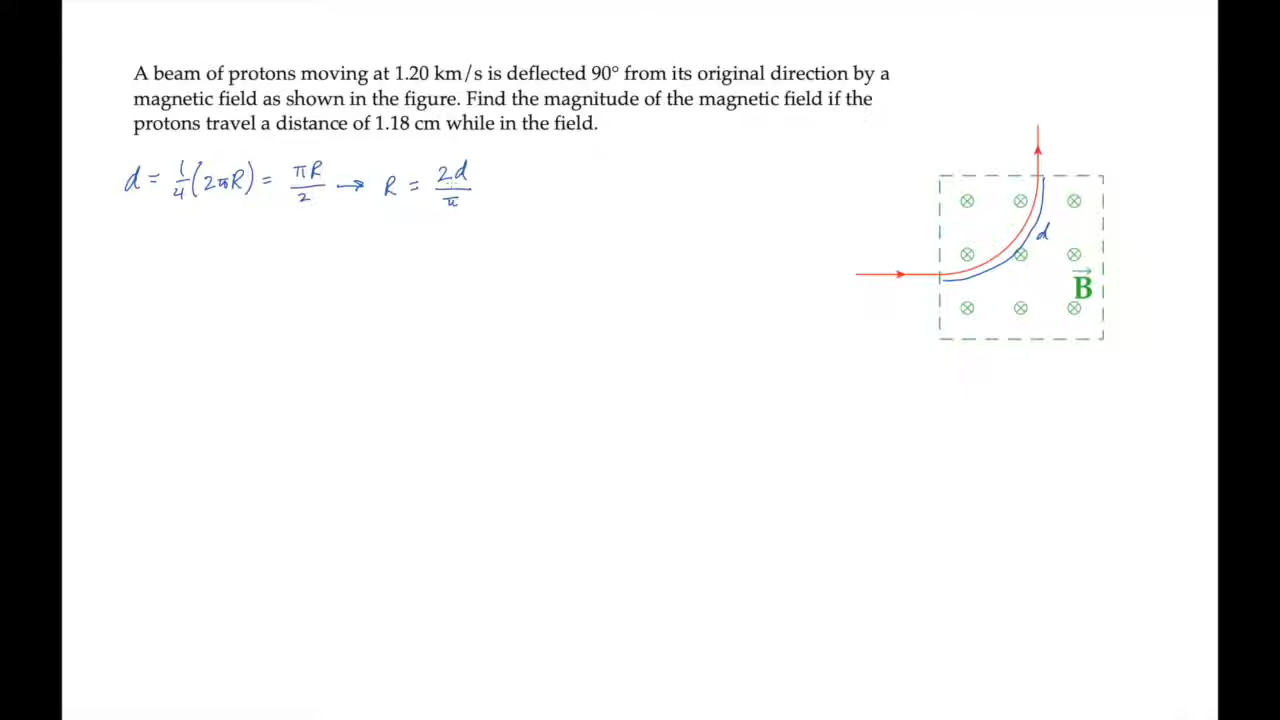 A beam of protons moving at 1.20 km/s is deflected 90° from its original direction by a
magnetic field as shown in the figure. Find the magnitude of the magnetic field if the
protons travel a distance of 1.18 cm while in the field.
d = 1/4 (2πR) = πR/2 → R = 2d/π
d
B⃗